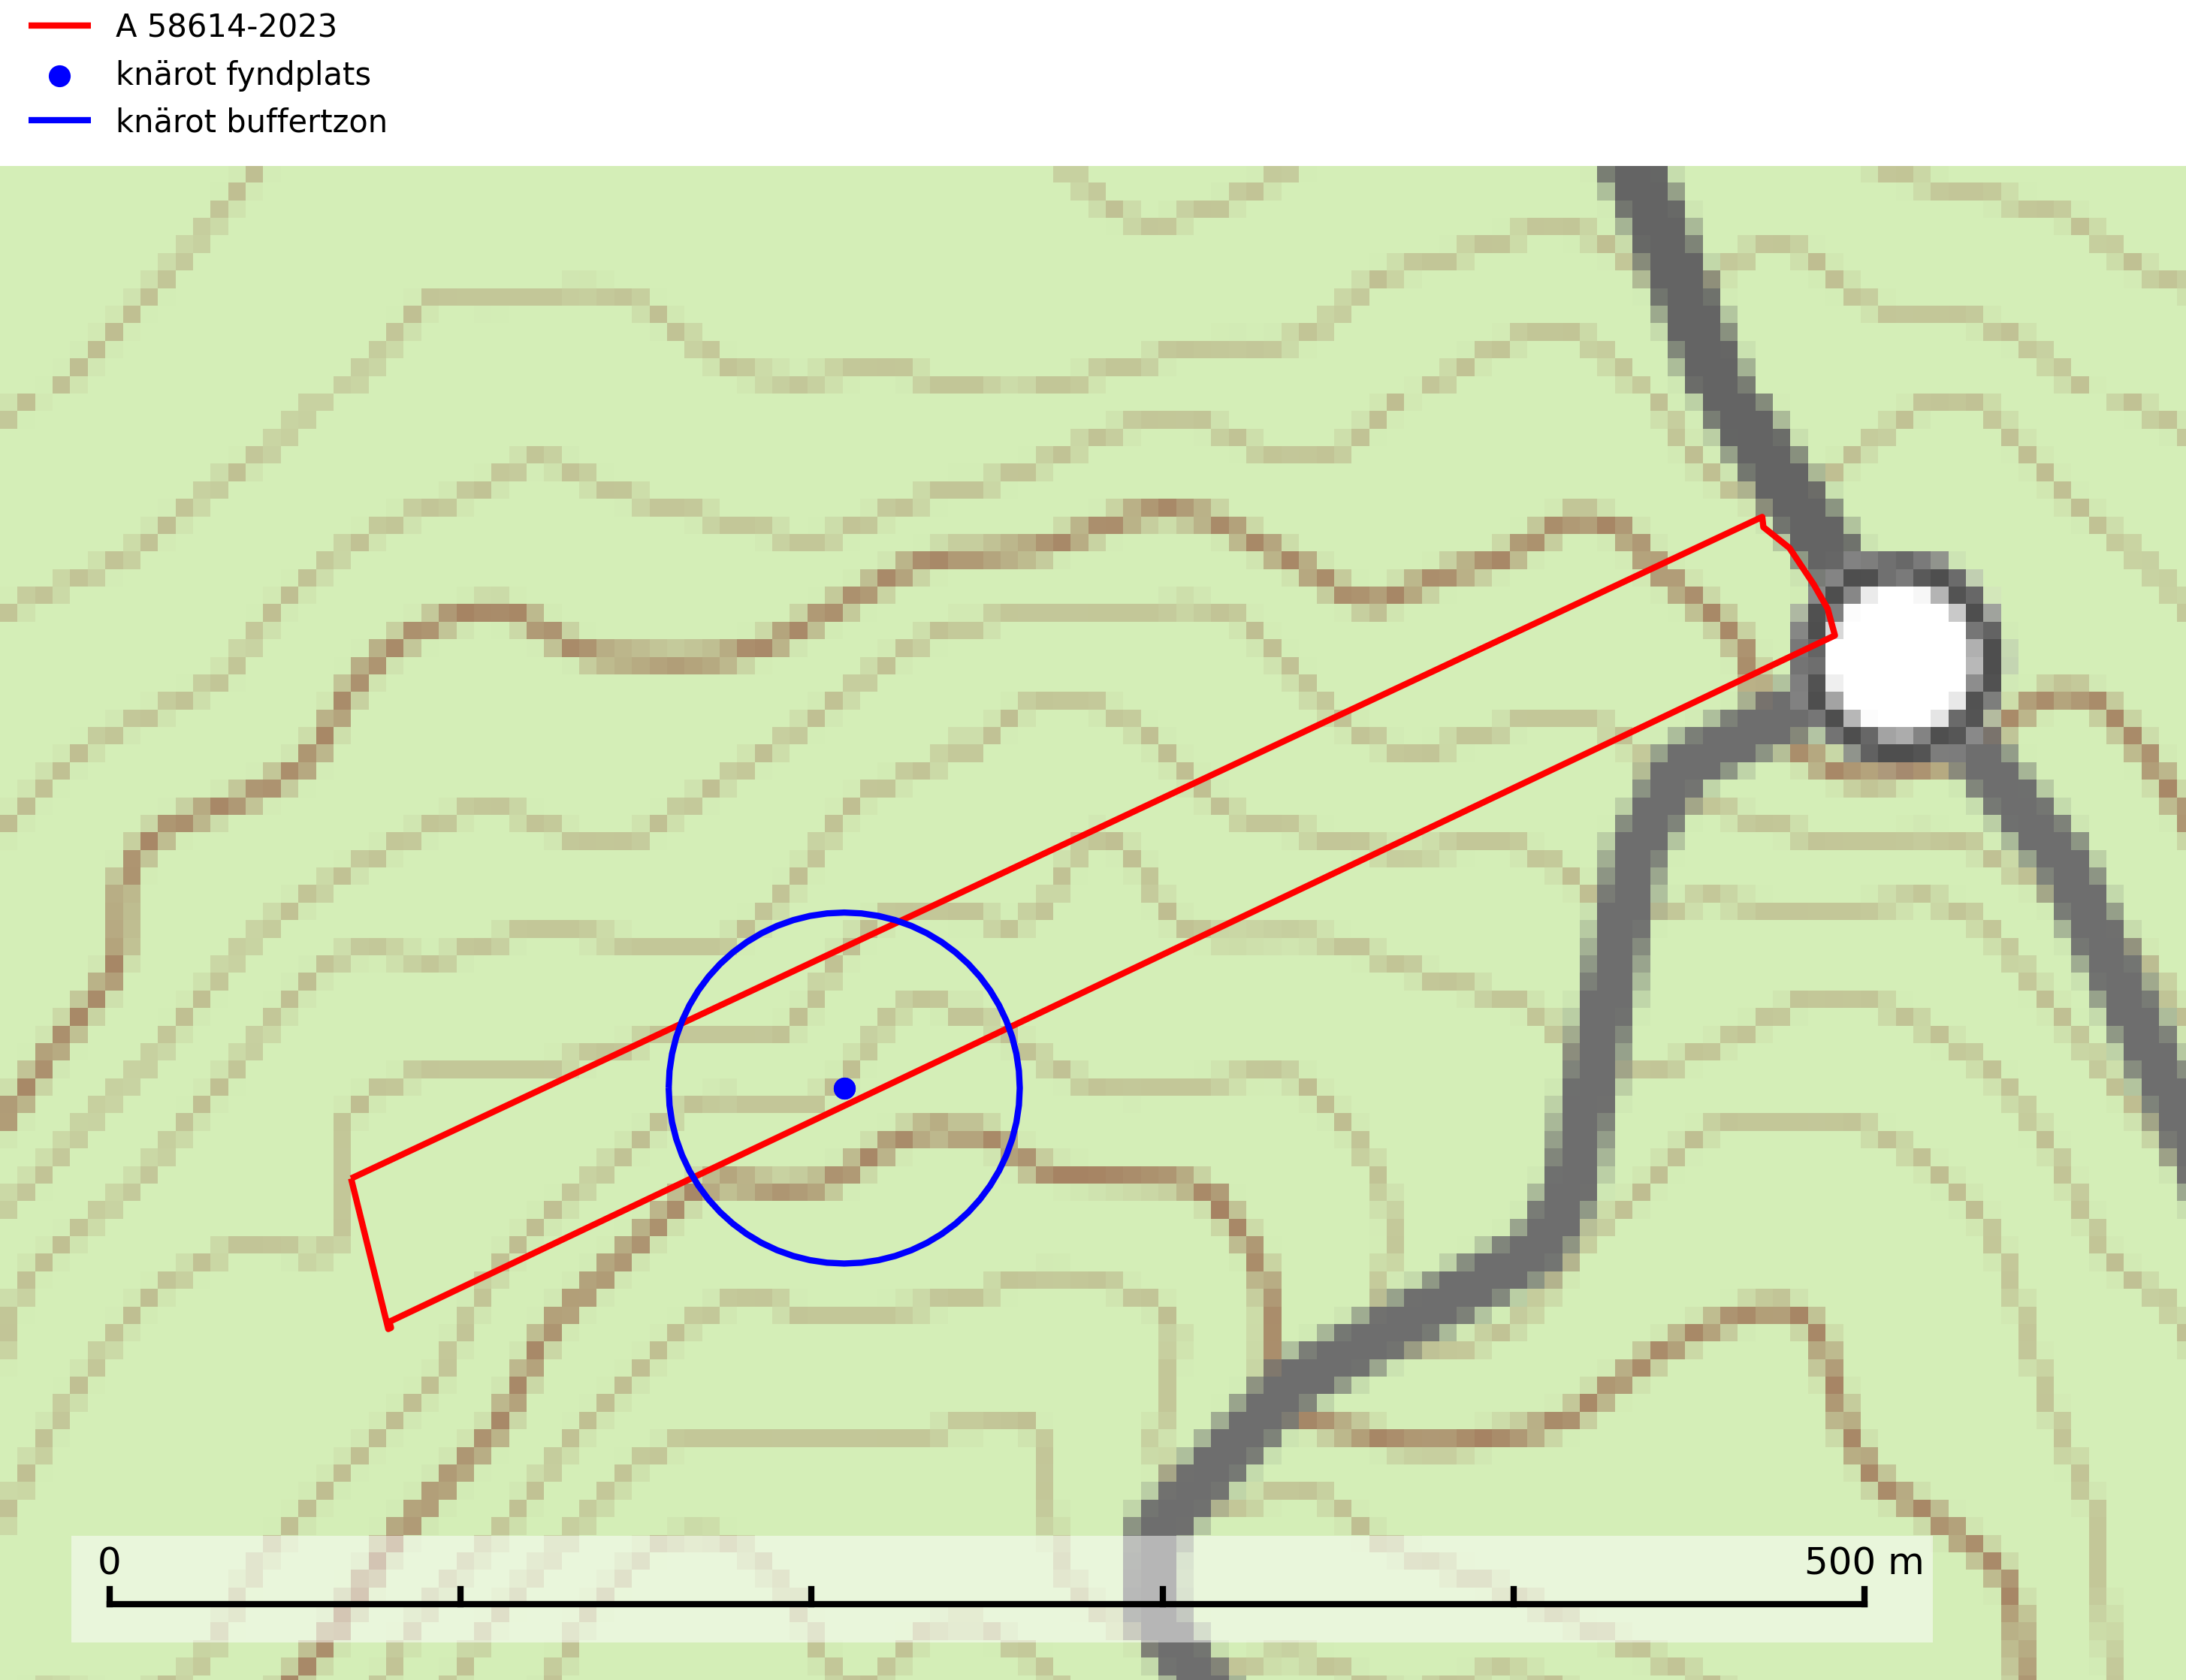 A 58614-2023
knärot fyndplats
knärot buffertzon
0 500 m